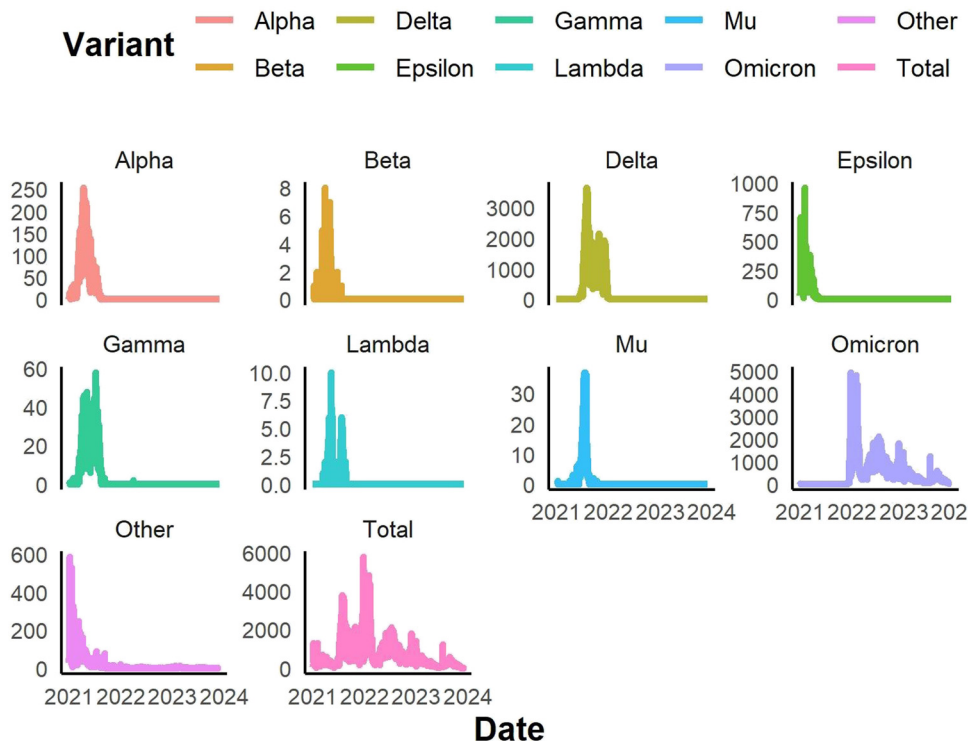 Variant
Alpha Delta Gamma Mu Other
Beta Epsilon Lambda Omicron Total
Alpha Beta Delta Epsilon
250 8 3000 1000
200 6 2000 750
150 4 1000 500
100 2 0 250
50 0 0
0
Gamma Lambda Mu Omicron
60 10.0 30 5000
40 7.5 20 4000
20 5.0 10 3000
0 2.5 0 2000
0.0 1000
0
2021 2022 2023 2024 2021 2022 2023 202
Other Total
600 6000
400 4000
200 2000
0 0
2021 2022 2023 2024 2021 2022 2023 2024
Date